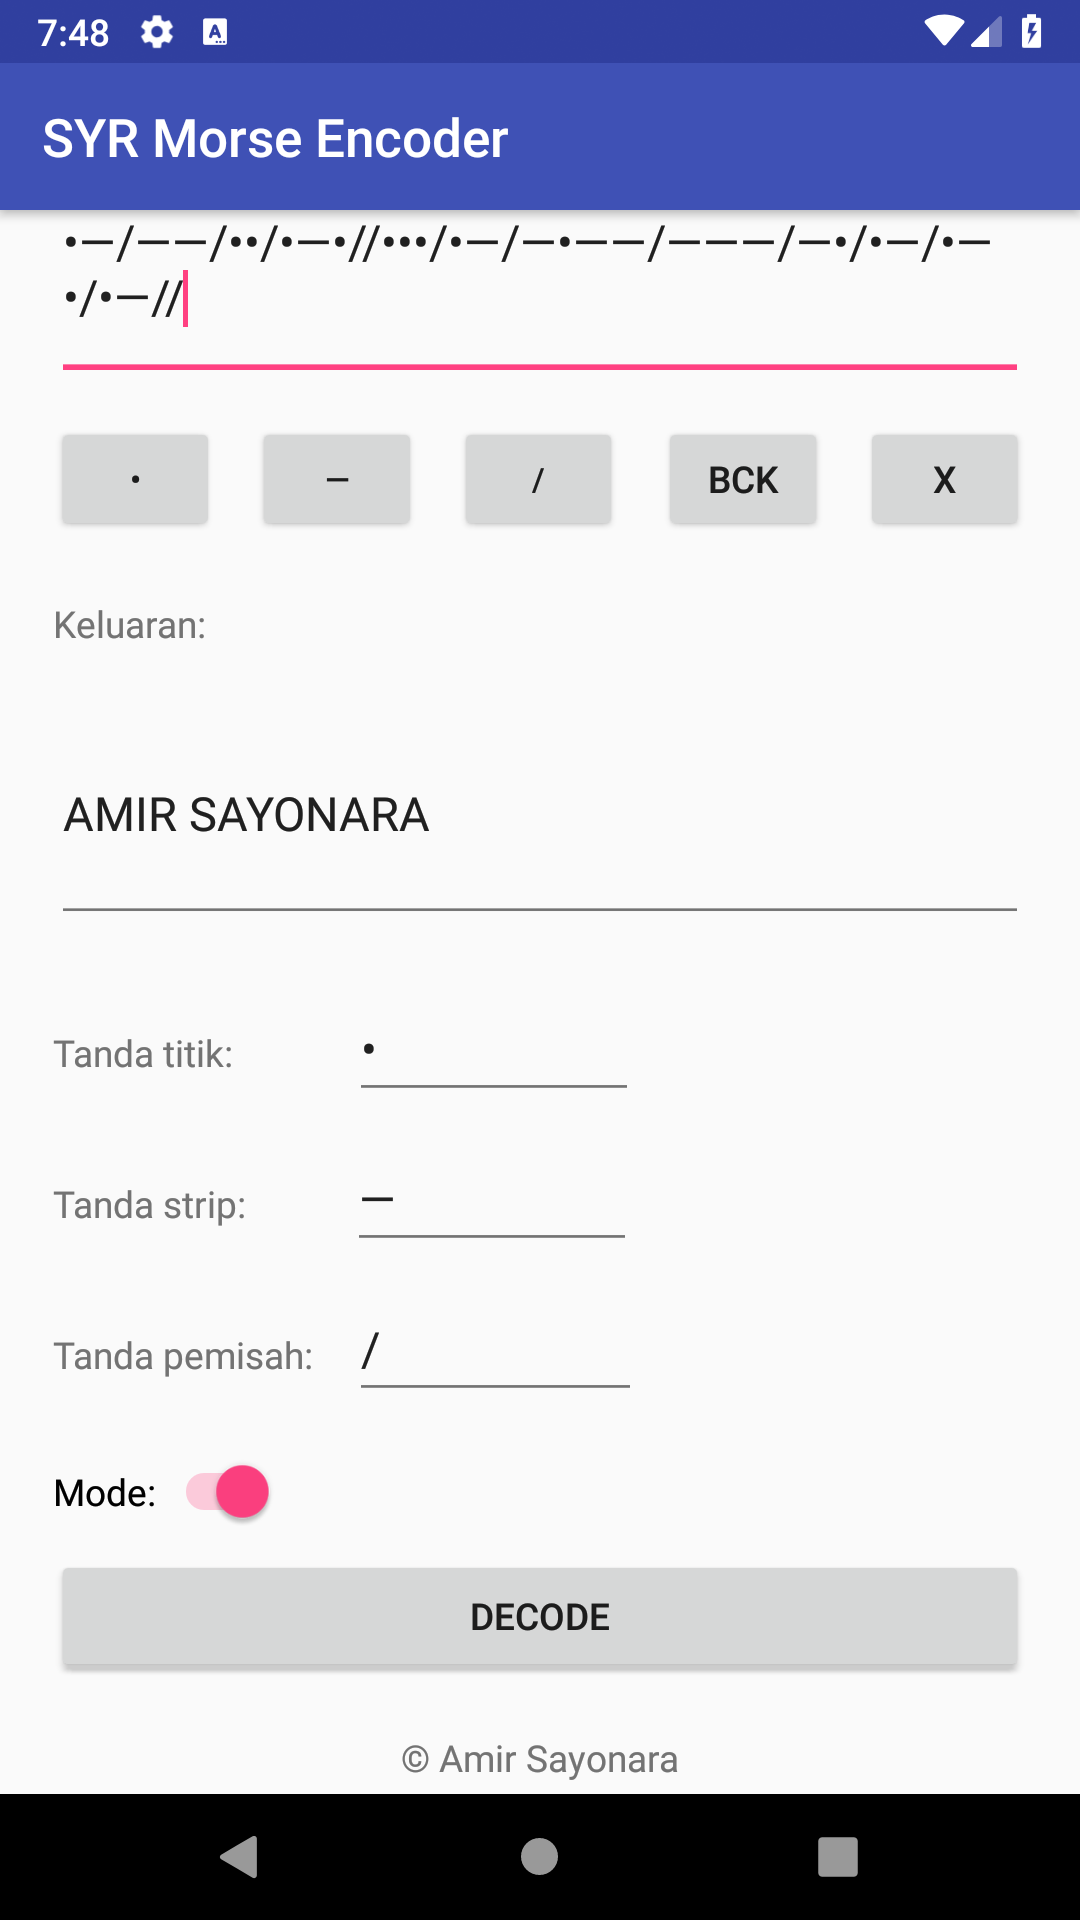 7:48
SYR Morse Encoder
•—/——/••/•—•//•••/•—/—•——/———/—•/•—/•—
•/•—//
• — / BCK X
Keluaran:
AMIR SAYONARA
Tanda titik: •
Tanda strip: —
Tanda pemisah: /
Mode:
DECODE
© Amir Sayonara